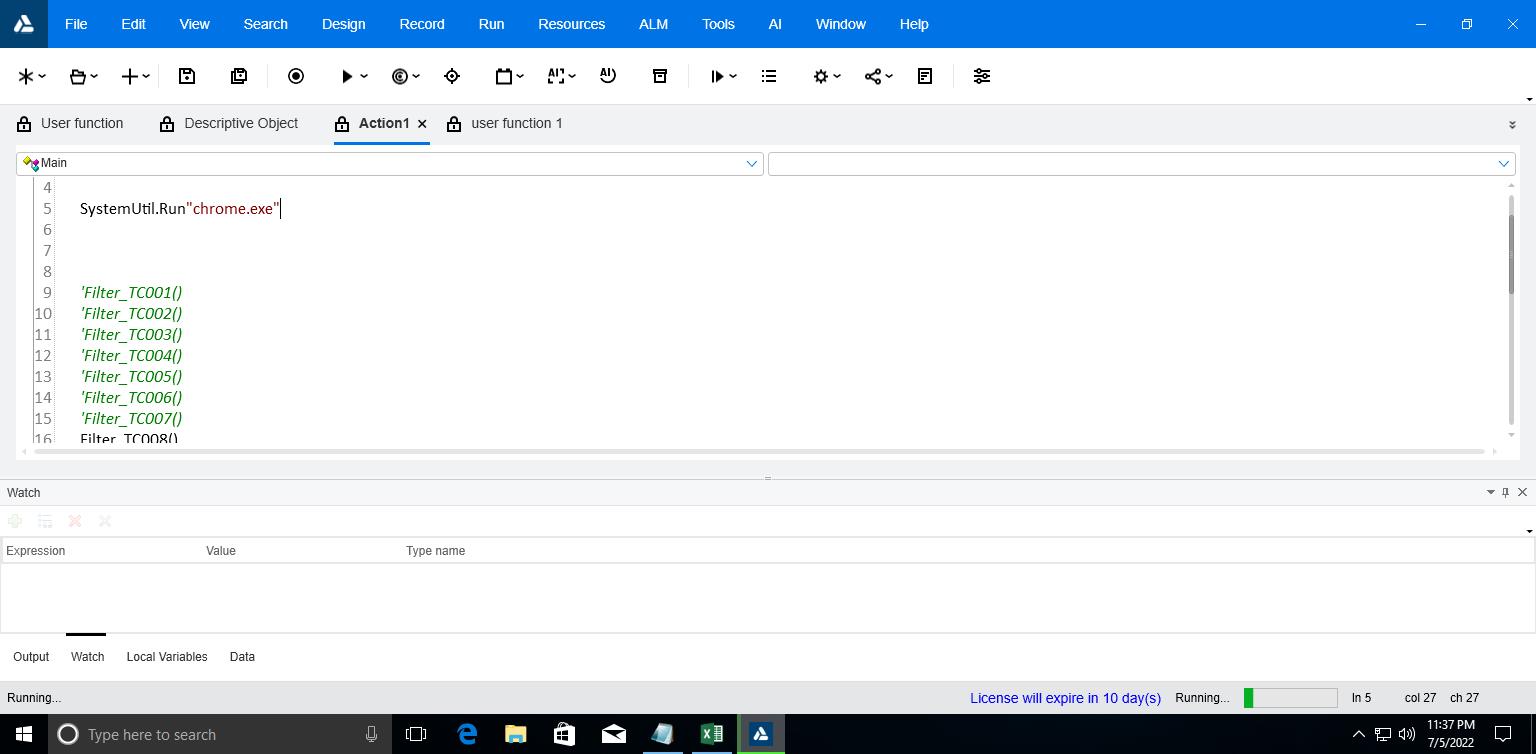 File Edit View Search Design Record Run Resources ALM Tools AI Window Help
AI AI
User function Descriptive Object Action1 user function 1
Main
4
5 SystemUtil.Run"chrome.exe"
6
7
8
9 'Filter_TC001()
10 'Filter_TC002()
11 'Filter_TC003()
12 'Filter_TC004()
13 'Filter_TC005()
14 'Filter_TC006()
15 'Filter_TC007()
16 Filter_TC008()
Watch
Expression Value Type name
Output Watch Local Variables Data
Running... License will expire in 10 day(s) Running... ln 5 col 27 ch 27
Type here to search 11:37 PM
7/5/2022